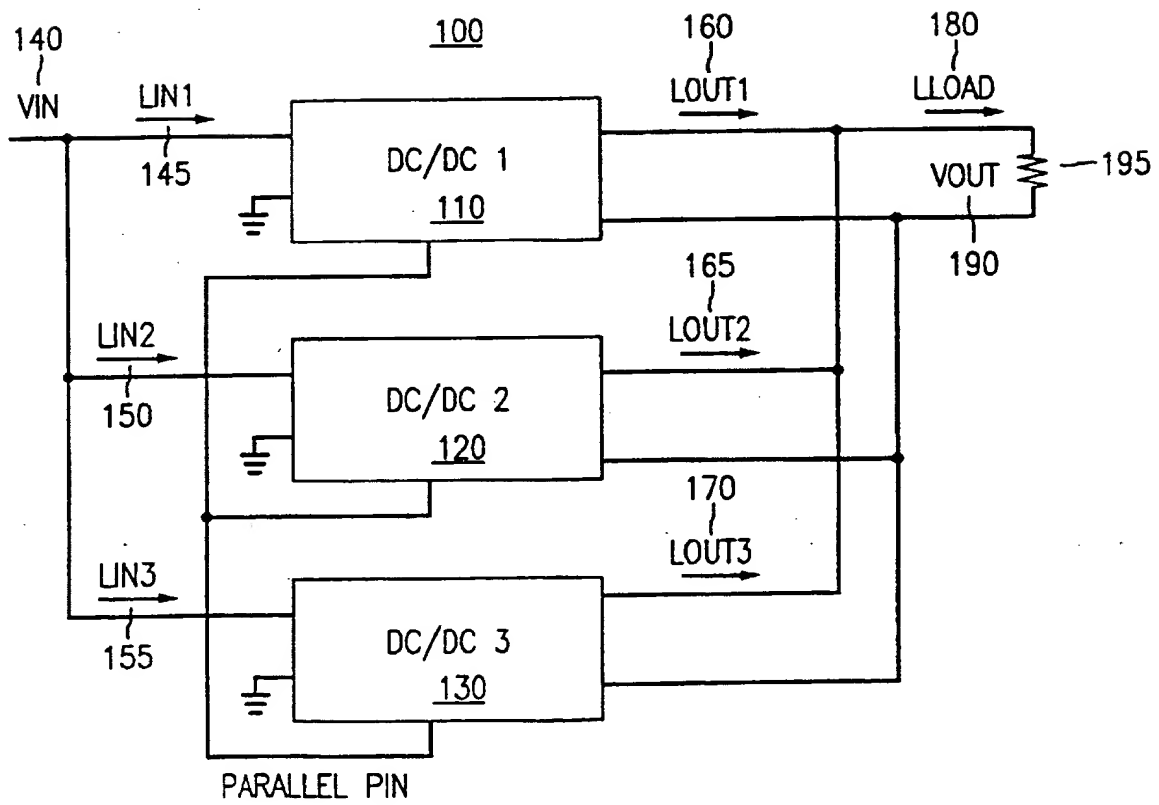 100
140
VIN
LIN1
145
DC/DC 1
110
160
LOUT1
180
LLOAD
VOUT
190
195
LIN2
150
DC/DC 2
120
165
LOUT2
170
LOUT3
LIN3
155
DC/DC 3
130
PARALLEL PIN